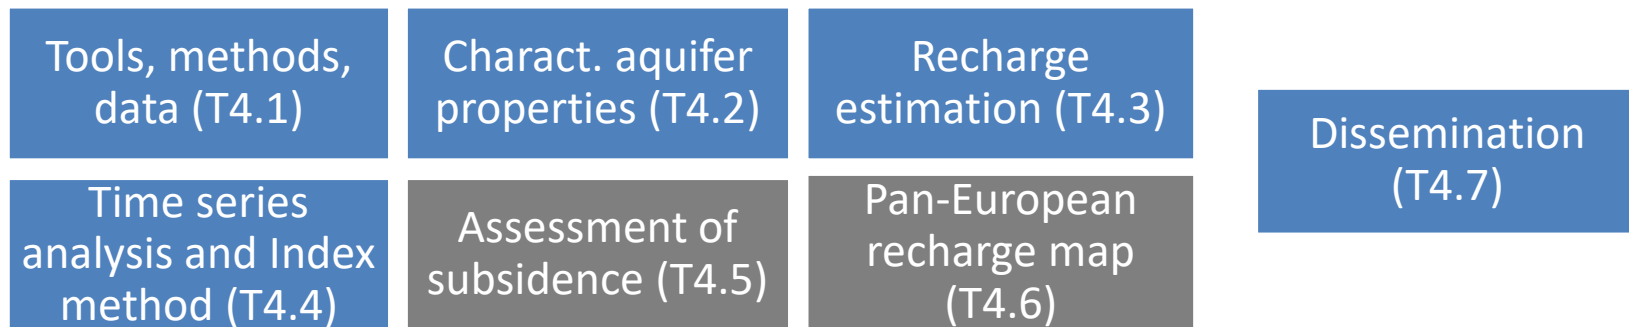 Tools, methods,
data (T4.1)
Charact. aquifer
properties (T4.2)
Recharge
estimation (T4.3)
Time series
analysis and Index
method (T4.4)
Assessment of
subsidence (T4.5)
Pan-European
recharge map
(T4.6)
Dissemination
(T4.7)